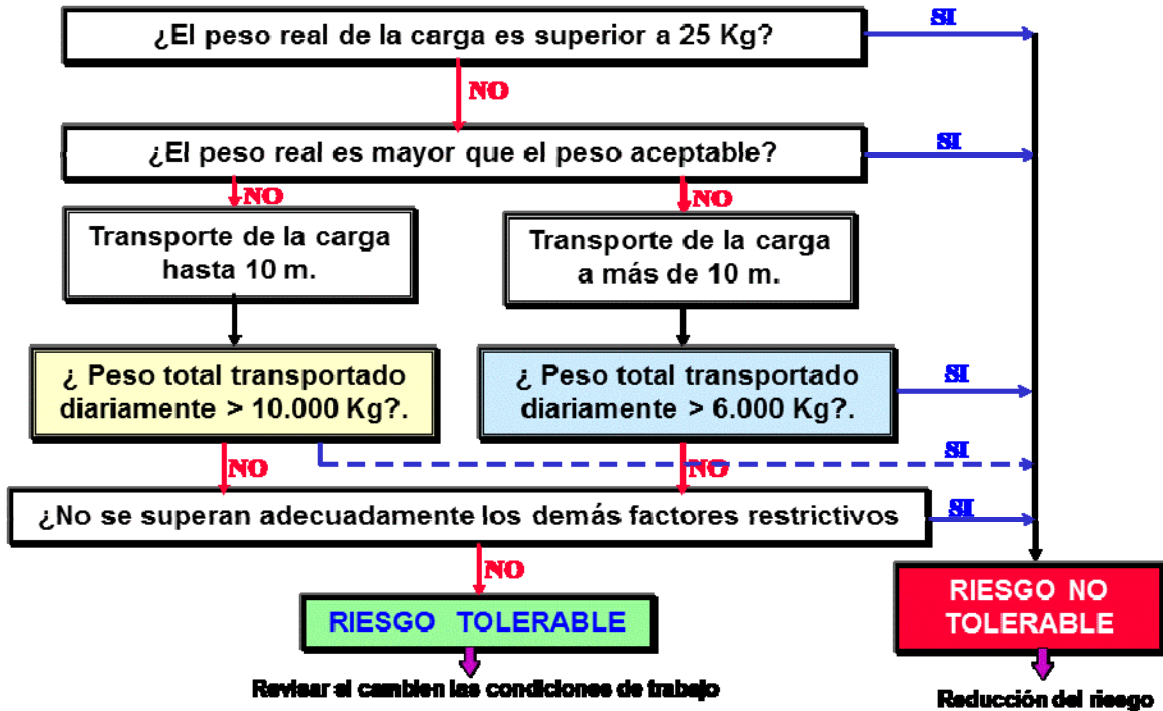 ¿El peso real de la carga es superior a 25 Kg?
SI
NO
¿El peso real es mayor que el peso aceptable?
SI
NO
NO
Transporte de la carga
hasta 10 m.
Transporte de la carga
a más de 10 m.
¿ Peso total transportado
diariamente > 10.000 Kg?.
¿ Peso total transportado
diariamente > 6.000 Kg?.
SI
SI
NO
NO
¿No se superan adecuadamente los demás factores restrictivos
SI
NO
RIESGO TOLERABLE
RIESGO NO
TOLERABLE
Revisar si cambien las condiciones de trabajo
Reducción del riesgo